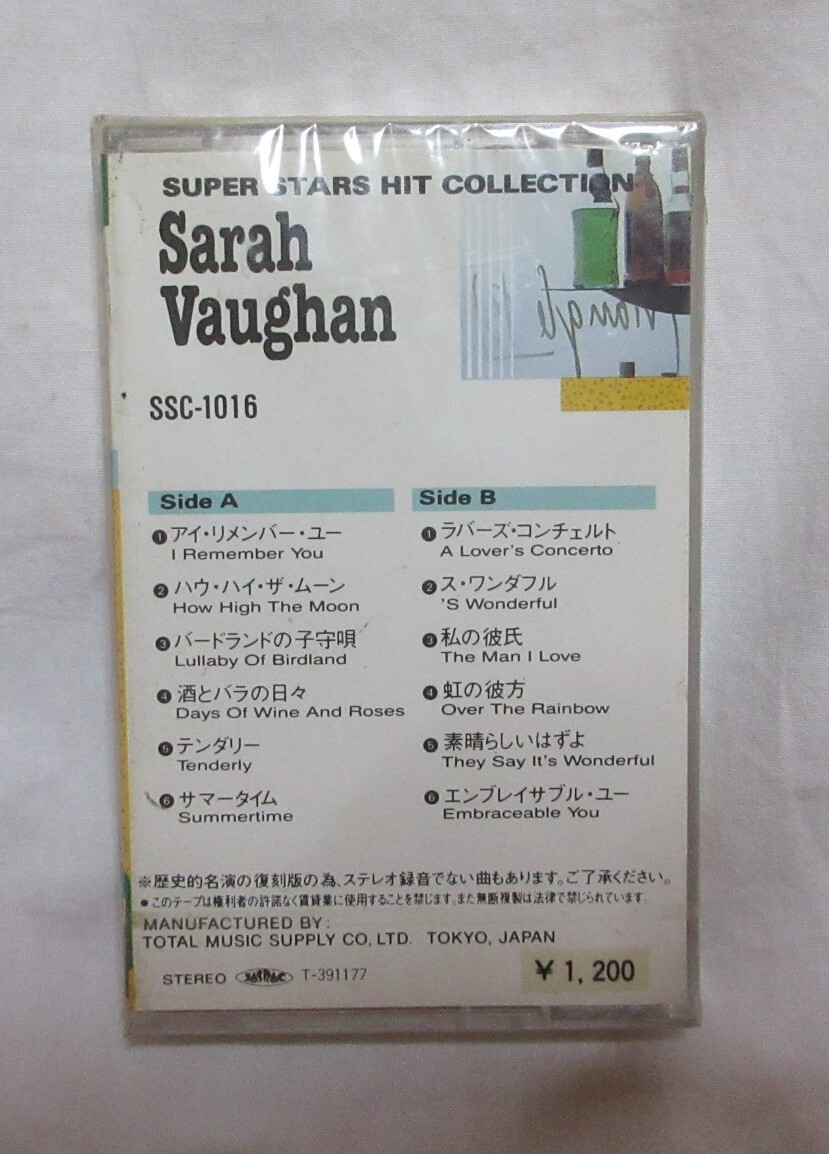 SUPER STARS HIT COLLECTION
Sarah
Vaughan
SSC-1016
Side A
❶ アイ・リメンバー・ユー
I Remember You
❷ ハウ・ハイ・ザ・ムーン
How High The Moon
❸ バードランドの子守唄
Lullaby Of Birdland
❹ 酒とバラの日々
Days Of Wine And Roses
❺ テンダリー
Tenderly
❻ サマータイム
Summertime
Side B
❶ ラバーズ・コンチェルト
A Lover's Concerto
❷ ス・ワンダフル
'S Wonderful
❸ 私の彼氏
The Man I Love
❹ 虹の彼方
Over The Rainbow
❺ 素晴らしいはずよ
They Say It's Wonderful
❻ エンブレイサブル・ユー
Embraceable You
※歴史的名演の復刻版の為、ステレオ録音でない曲もあります。ご了承ください。
●このテープは権利者の許諾なく賃貸業に使用することを禁じます。また無断複製は法律で禁じられています。
MANUFACTURED BY:
TOTAL MUSIC SUPPLY CO, LTD. TOKYO, JAPAN
STEREO JASRAC T-391177
¥ 1,200